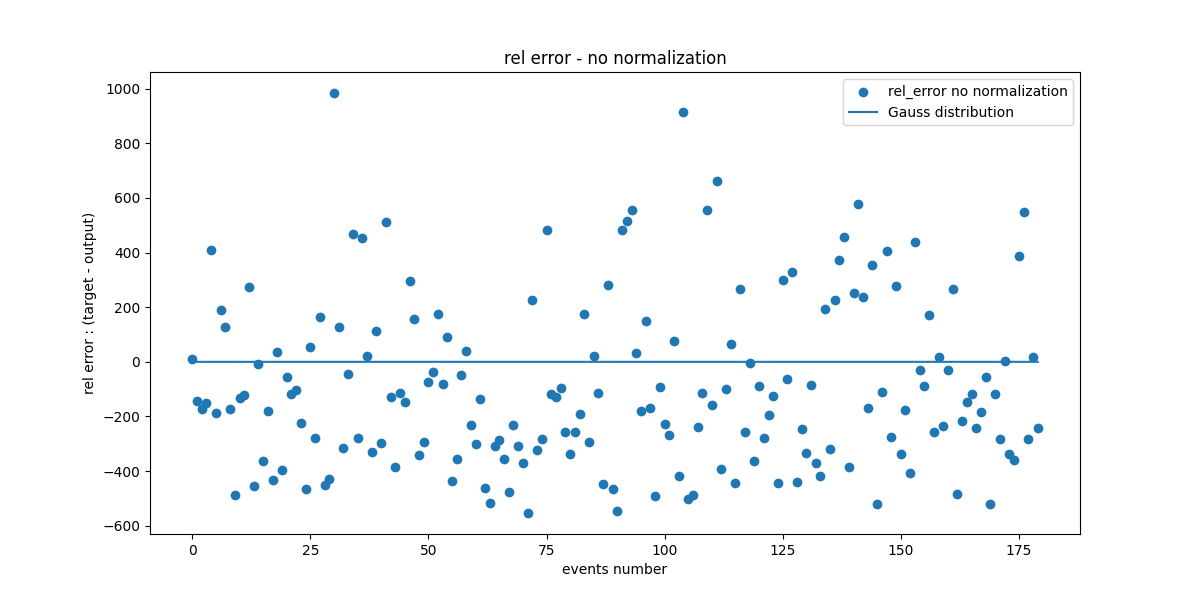 rel error - no normalization
rel_error no normalization
Gauss distribution
rel error : (target - output)
1000
800
600
400
200
0
−200
−400
−600
0 25 50 75 100 125 150 175
events number